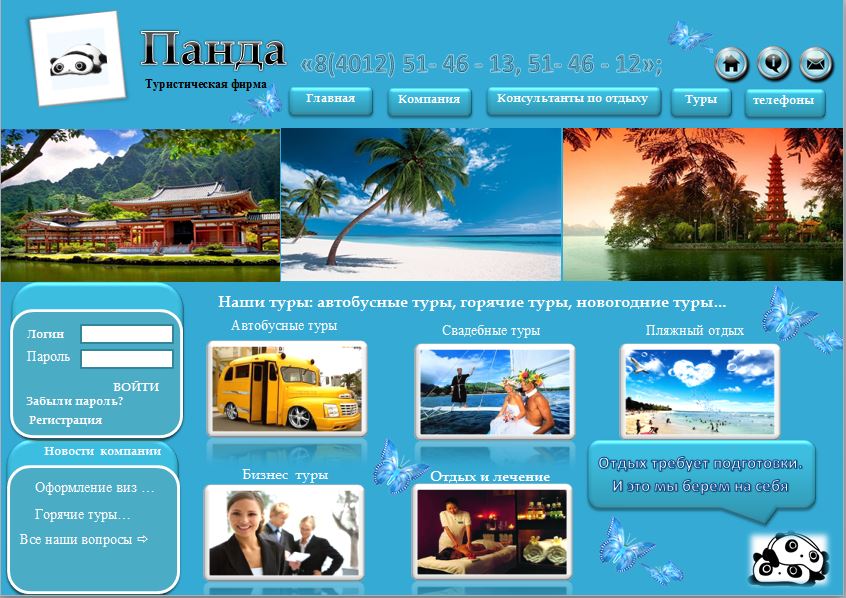 Панда
Туристическая фирма
«8(4012) 51- 46 - 13, 51- 46 - 12»;
Главная
Компания
Консультанты по отдыху
Туры
телефоны
Наши туры: автобусные туры, горячие туры, новогодние туры...
Логин
Пароль
ВОЙТИ
Забыли пароль?
Регистрация
Новости компании
Оформление виз ...
Горячие туры...
Все наши вопросы ⇨
Автобусные туры
Свадебные туры
Пляжный отдых
Бизнес туры
Отдых и лечение
Отдых требует подготовки.
И это мы берем на себя